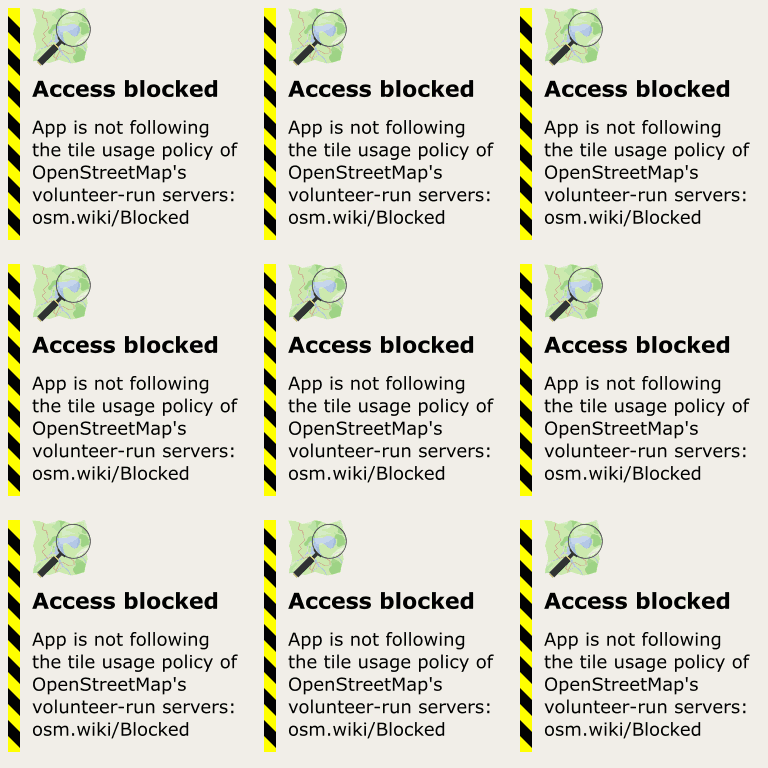 Access blocked
App is not following
the tile usage policy of
OpenStreetMap's
volunteer-run servers:
osm.wiki/Blocked
Access blocked
App is not following
the tile usage policy of
OpenStreetMap's
volunteer-run servers:
osm.wiki/Blocked
Access blocked
App is not following
the tile usage policy of
OpenStreetMap's
volunteer-run servers:
osm.wiki/Blocked
Access blocked
App is not following
the tile usage policy of
OpenStreetMap's
volunteer-run servers:
osm.wiki/Blocked
Access blocked
App is not following
the tile usage policy of
OpenStreetMap's
volunteer-run servers:
osm.wiki/Blocked
Access blocked
App is not following
the tile usage policy of
OpenStreetMap's
volunteer-run servers:
osm.wiki/Blocked
Access blocked
App is not following
the tile usage policy of
OpenStreetMap's
volunteer-run servers:
osm.wiki/Blocked
Access blocked
App is not following
the tile usage policy of
OpenStreetMap's
volunteer-run servers:
osm.wiki/Blocked
Access blocked
App is not following
the tile usage policy of
OpenStreetMap's
volunteer-run servers:
osm.wiki/Blocked